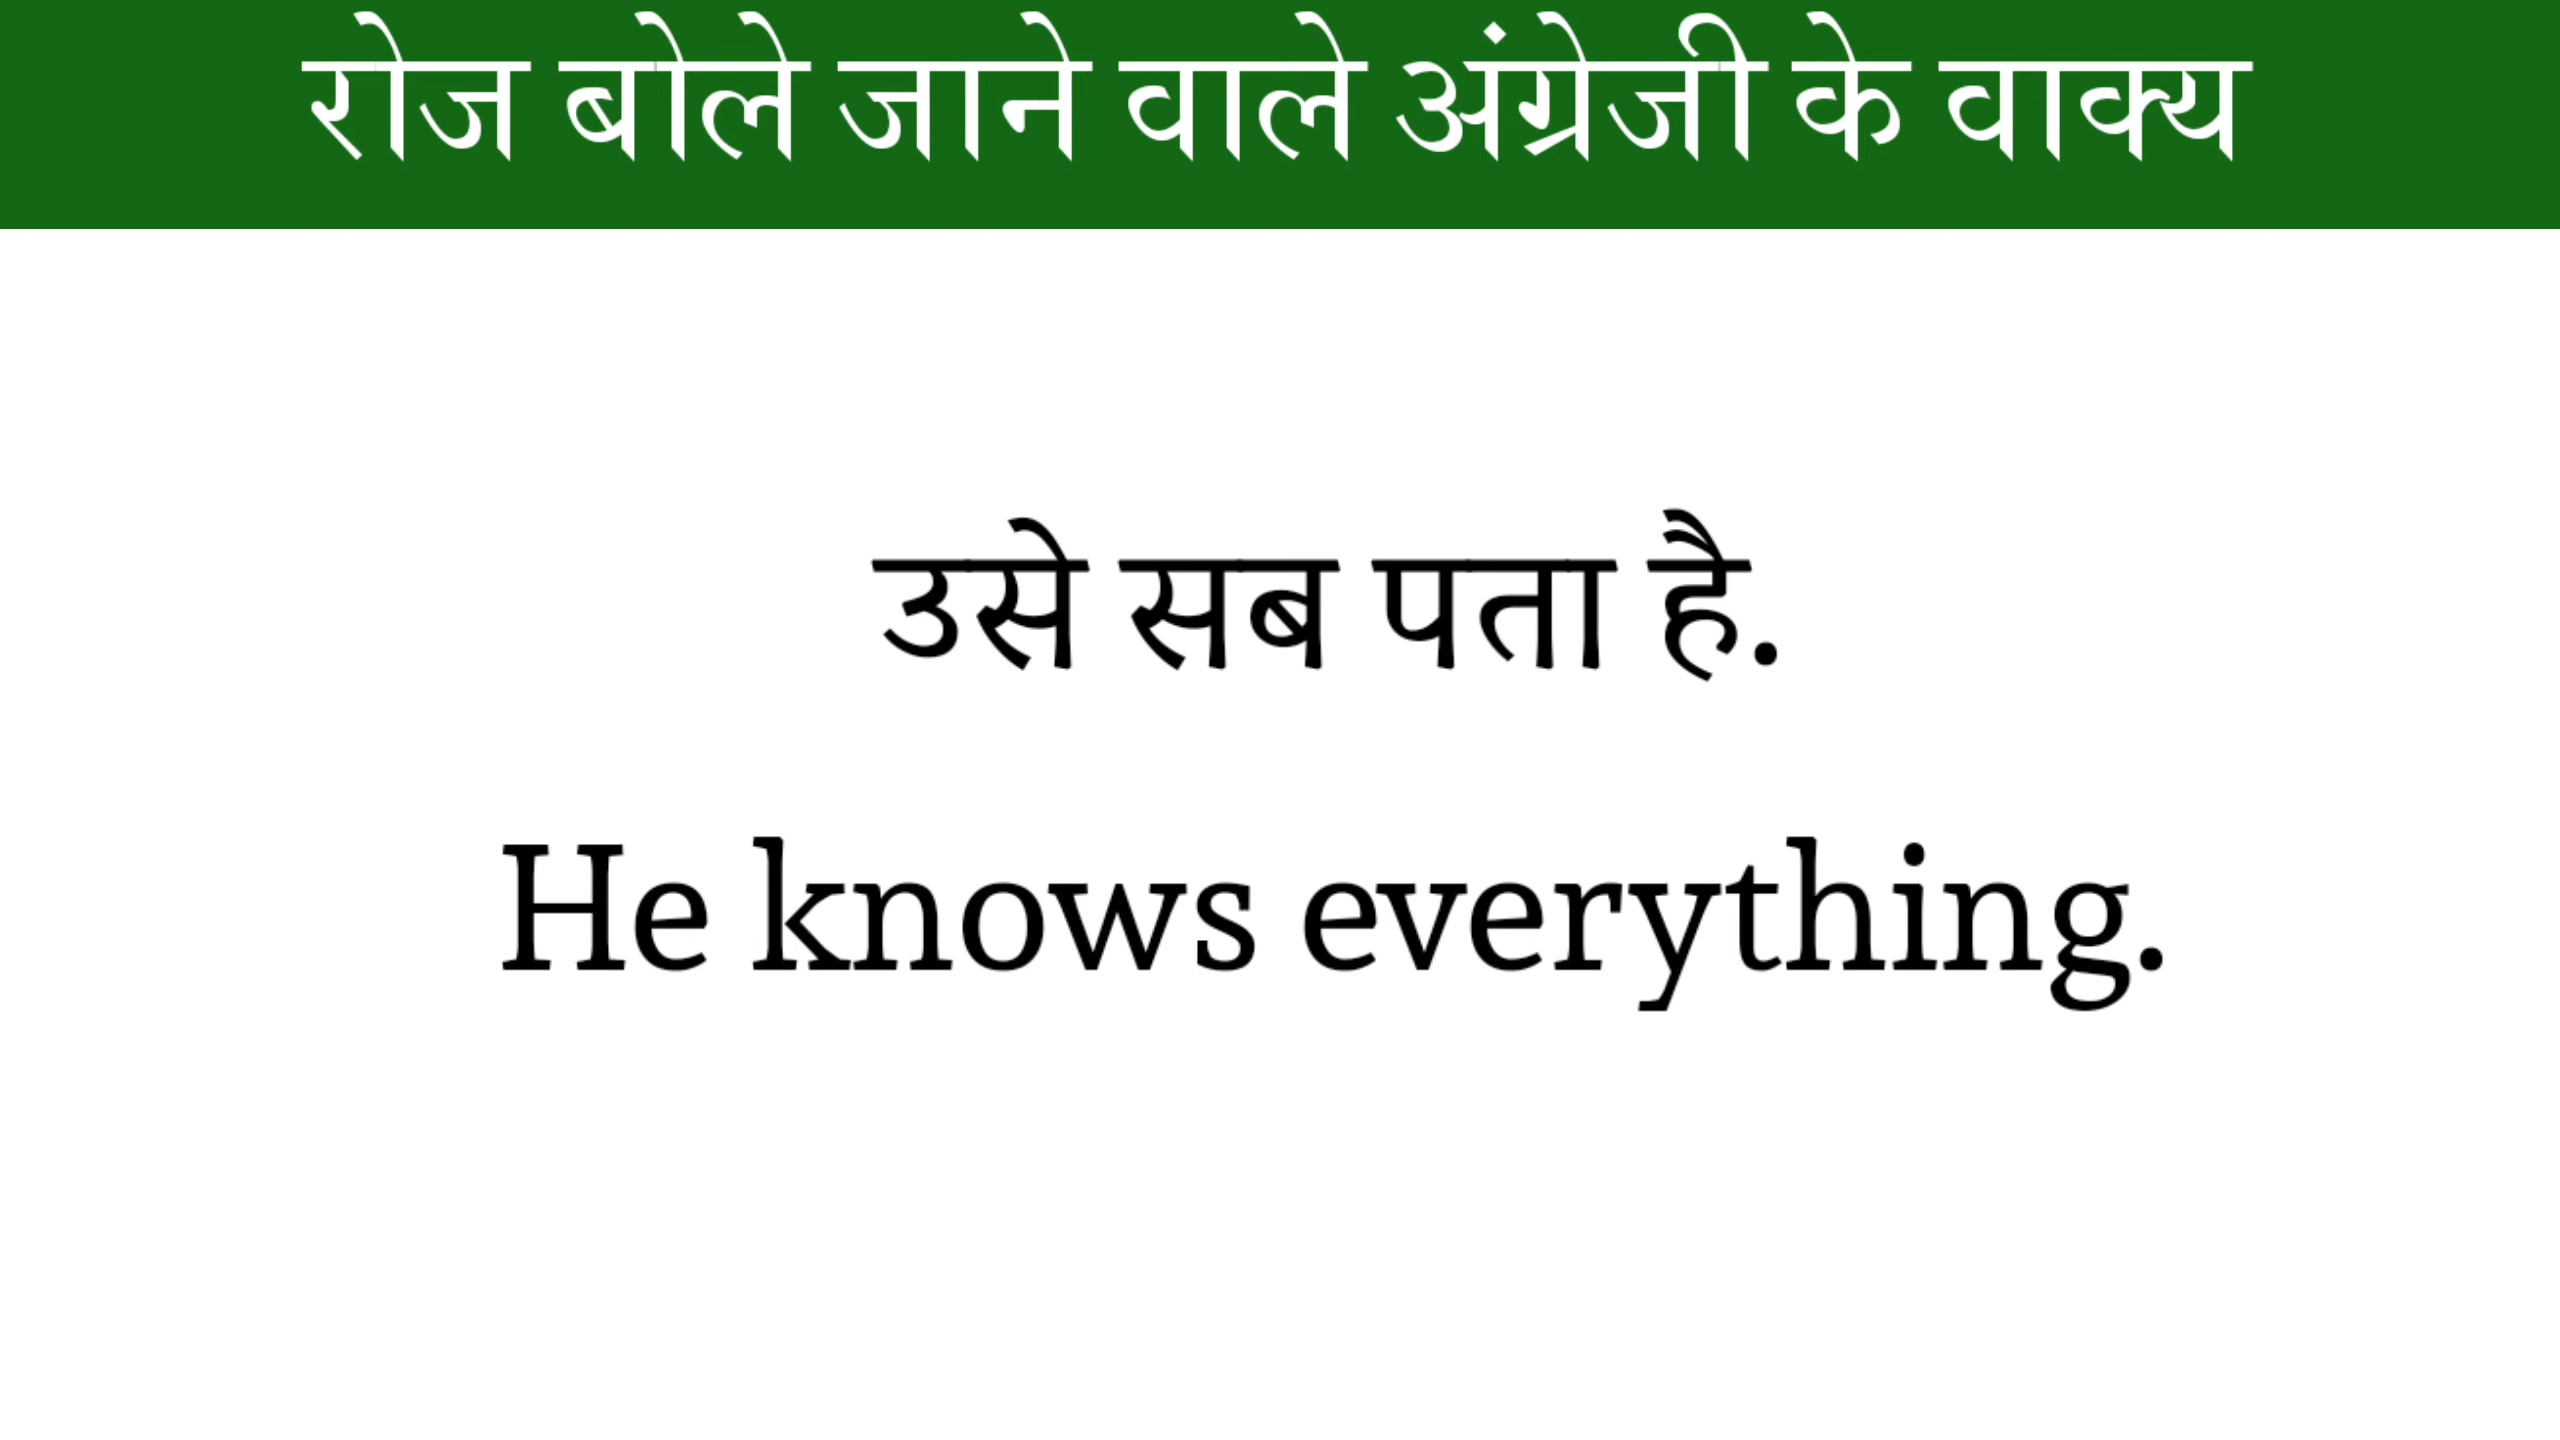 रोज बोले जाने वाले अंग्रेजी के वाक्य
उसे सब पता है.
He knows everything.